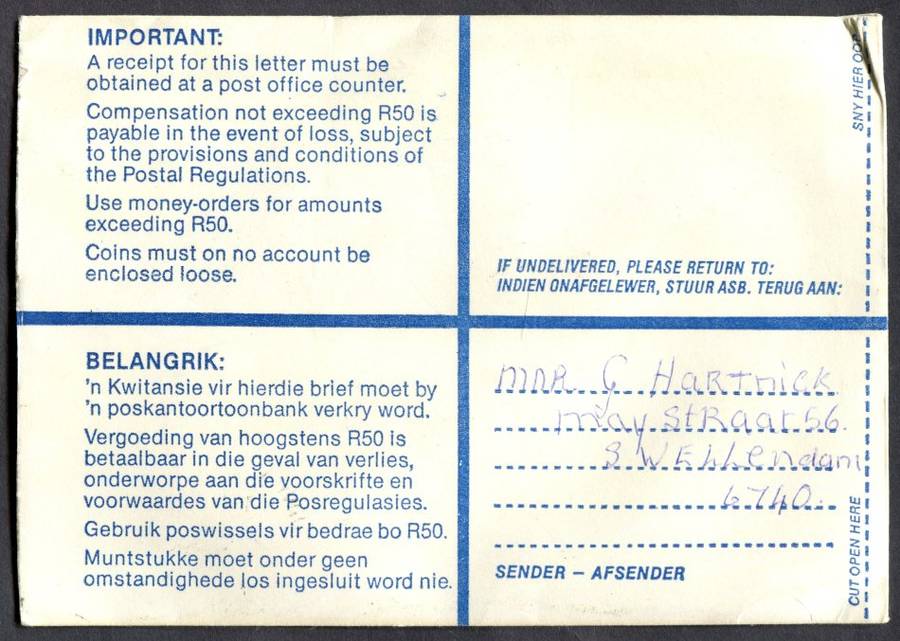 IMPORTANT:
A receipt for this letter must be
obtained at a post office counter.
Compensation not exceeding R50 is
payable in the event of loss, subject
to the provisions and conditions of
the Postal Regulations.
Use money-orders for amounts
exceeding R50.
Coins must on no account be
enclosed loose.
BELANGRIK:
'n Kwitansie vir hierdie brief moet by
'n poskantoortoonbank verkry word.
Vergoeding van hoogstens R50 is
betaalbaar in die geval van verlies,
onderworpe aan die voorskrifte en
voorwaardes van die Posregulasies.
Gebruik poswissels vir bedrae bo R50.
Muntstukke moet onder geen
omstandighede los ingesluit word nie.
IF UNDELIVERED, PLEASE RETURN TO:
INDIEN ONAFGELEWER, STUUR ASB. TERUG AAN:
mnR G Hartnick
may StRaat 56.
SWELLendam
6740.
SENDER – AFSENDER
SNY HIER OOP
CUT OPEN HERE